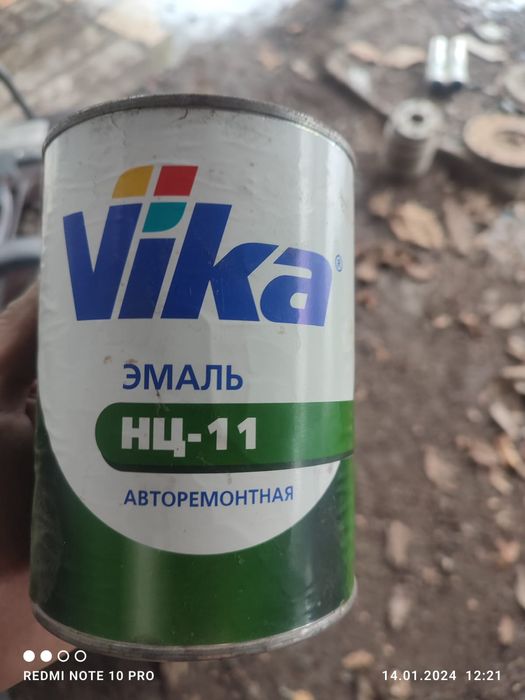 Vika®
ЭМАЛЬ
НЦ-11
АВТОРЕМОНТНАЯ
REDMI NOTE 10 PRO
14.01.2024 12:21